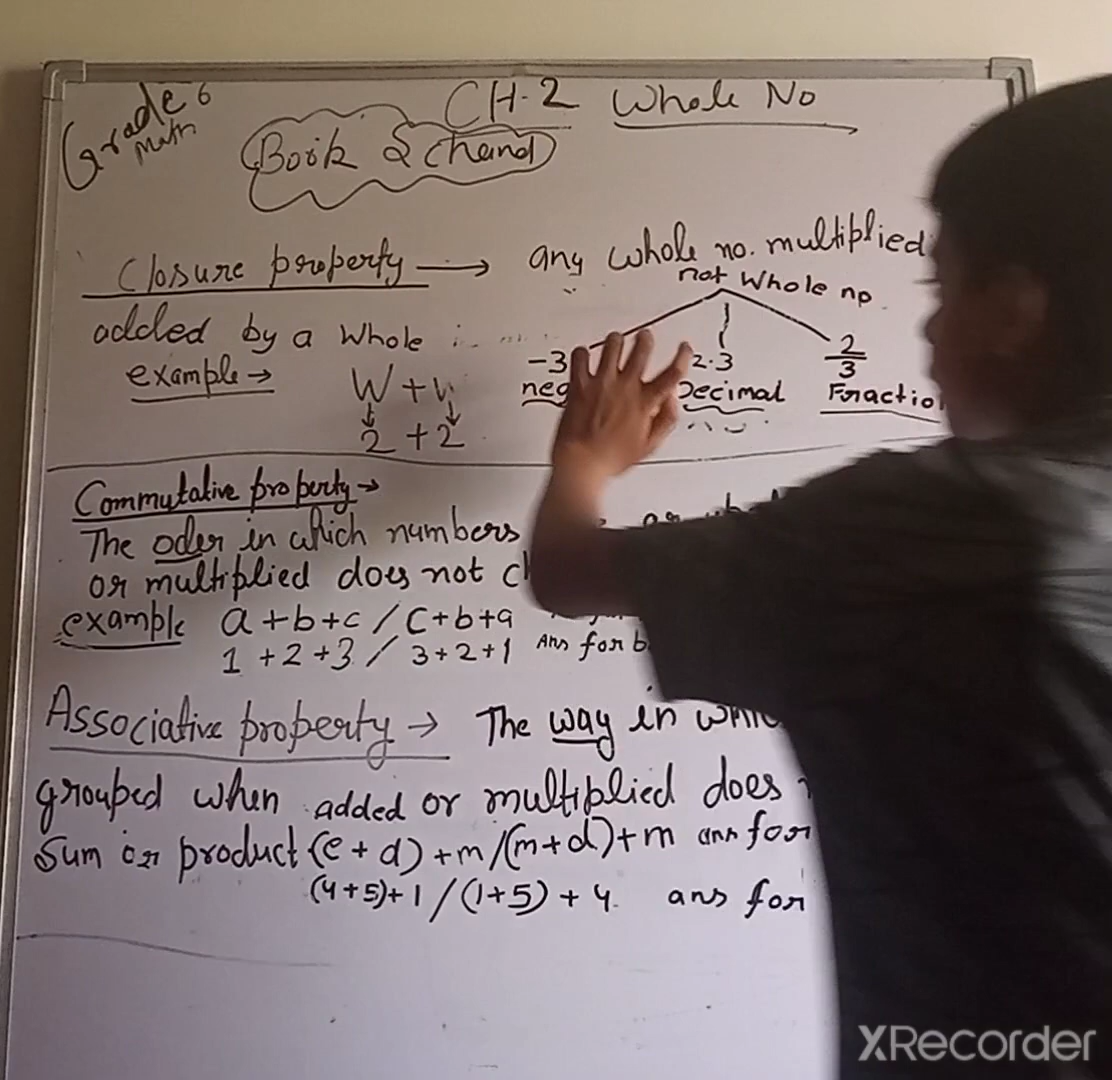 Grade 6
math
CH-2 Whole No
Book S Chand
Closure property → any whole no. multiplied
not Whole no.
added by a Whole
-3 2.3 2/3
example → W + W
neg Decimal Fractio
2 + 2
Commutative property →
The oder in which numbers
or multiplied does not
example a+b+c / c+b+a
1+2+3 / 3+2+1 Ans for
Associative property → The way in
grouped when added or multiplied does
Sum or product (e+d)+m/(m+d)+m ans for
(4+5)+1/(1+5)+4. ans for
XRecorder